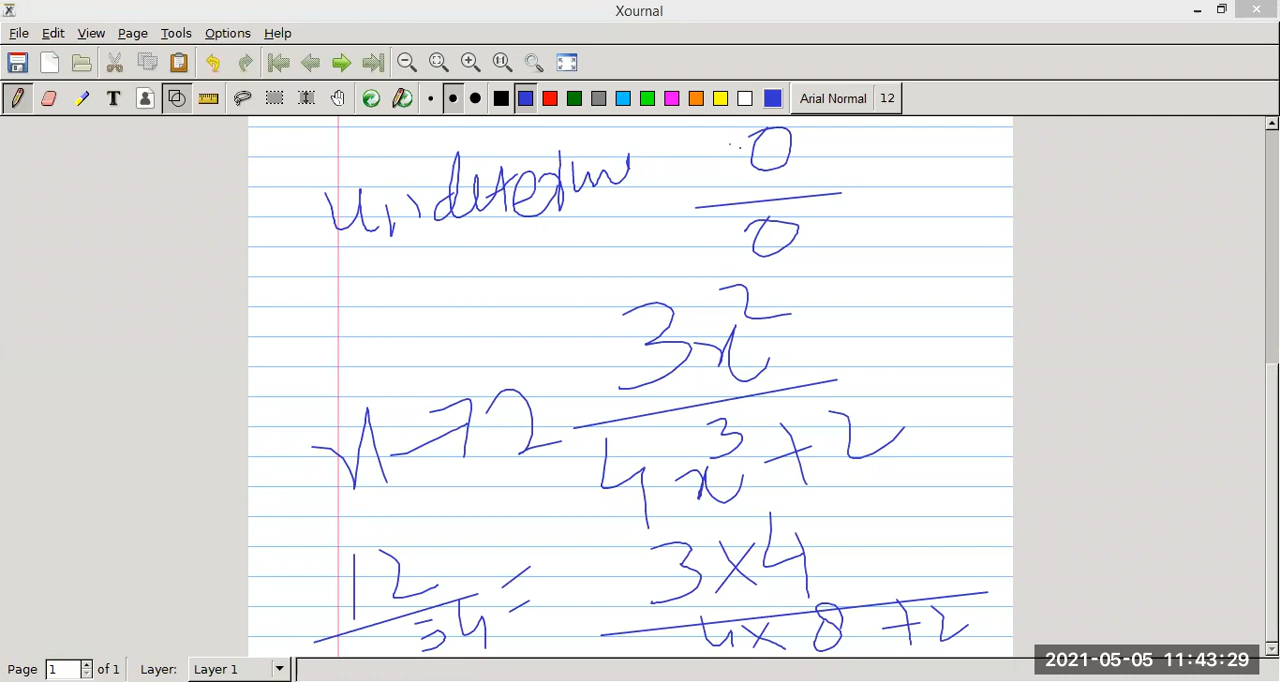 Xournal
File Edit View Page Tools Options Help
Arial Normal 12
0
0
3x²
x→2
4x³+2
12
34
=
3×4
4×8+2
Page 1 of 1 Layer: Layer 1
2021-05-05 11:43:29